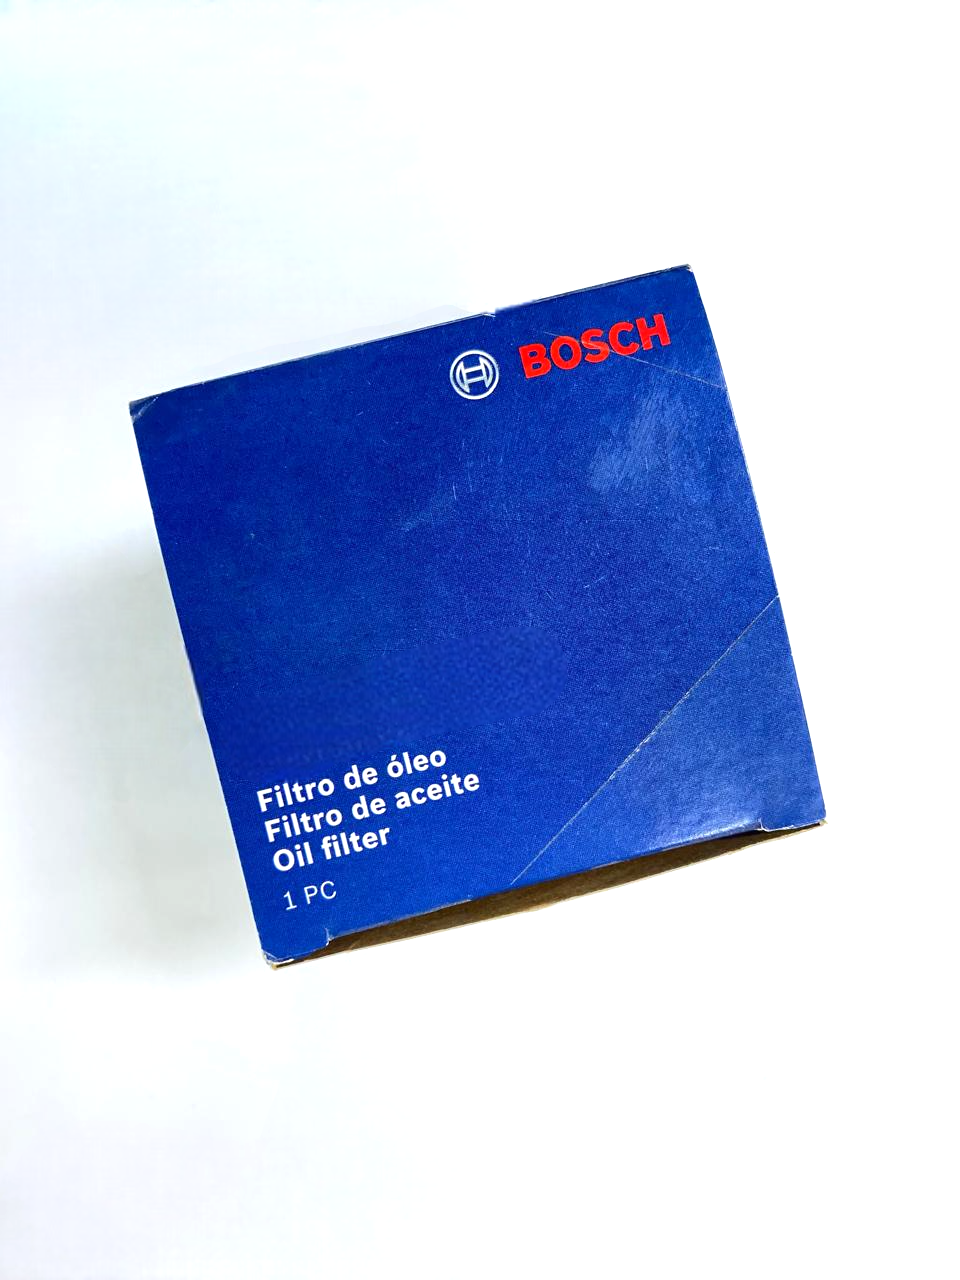 BOSCH
Filtro de óleo
Filtro de aceite
Oil filter
1 PC